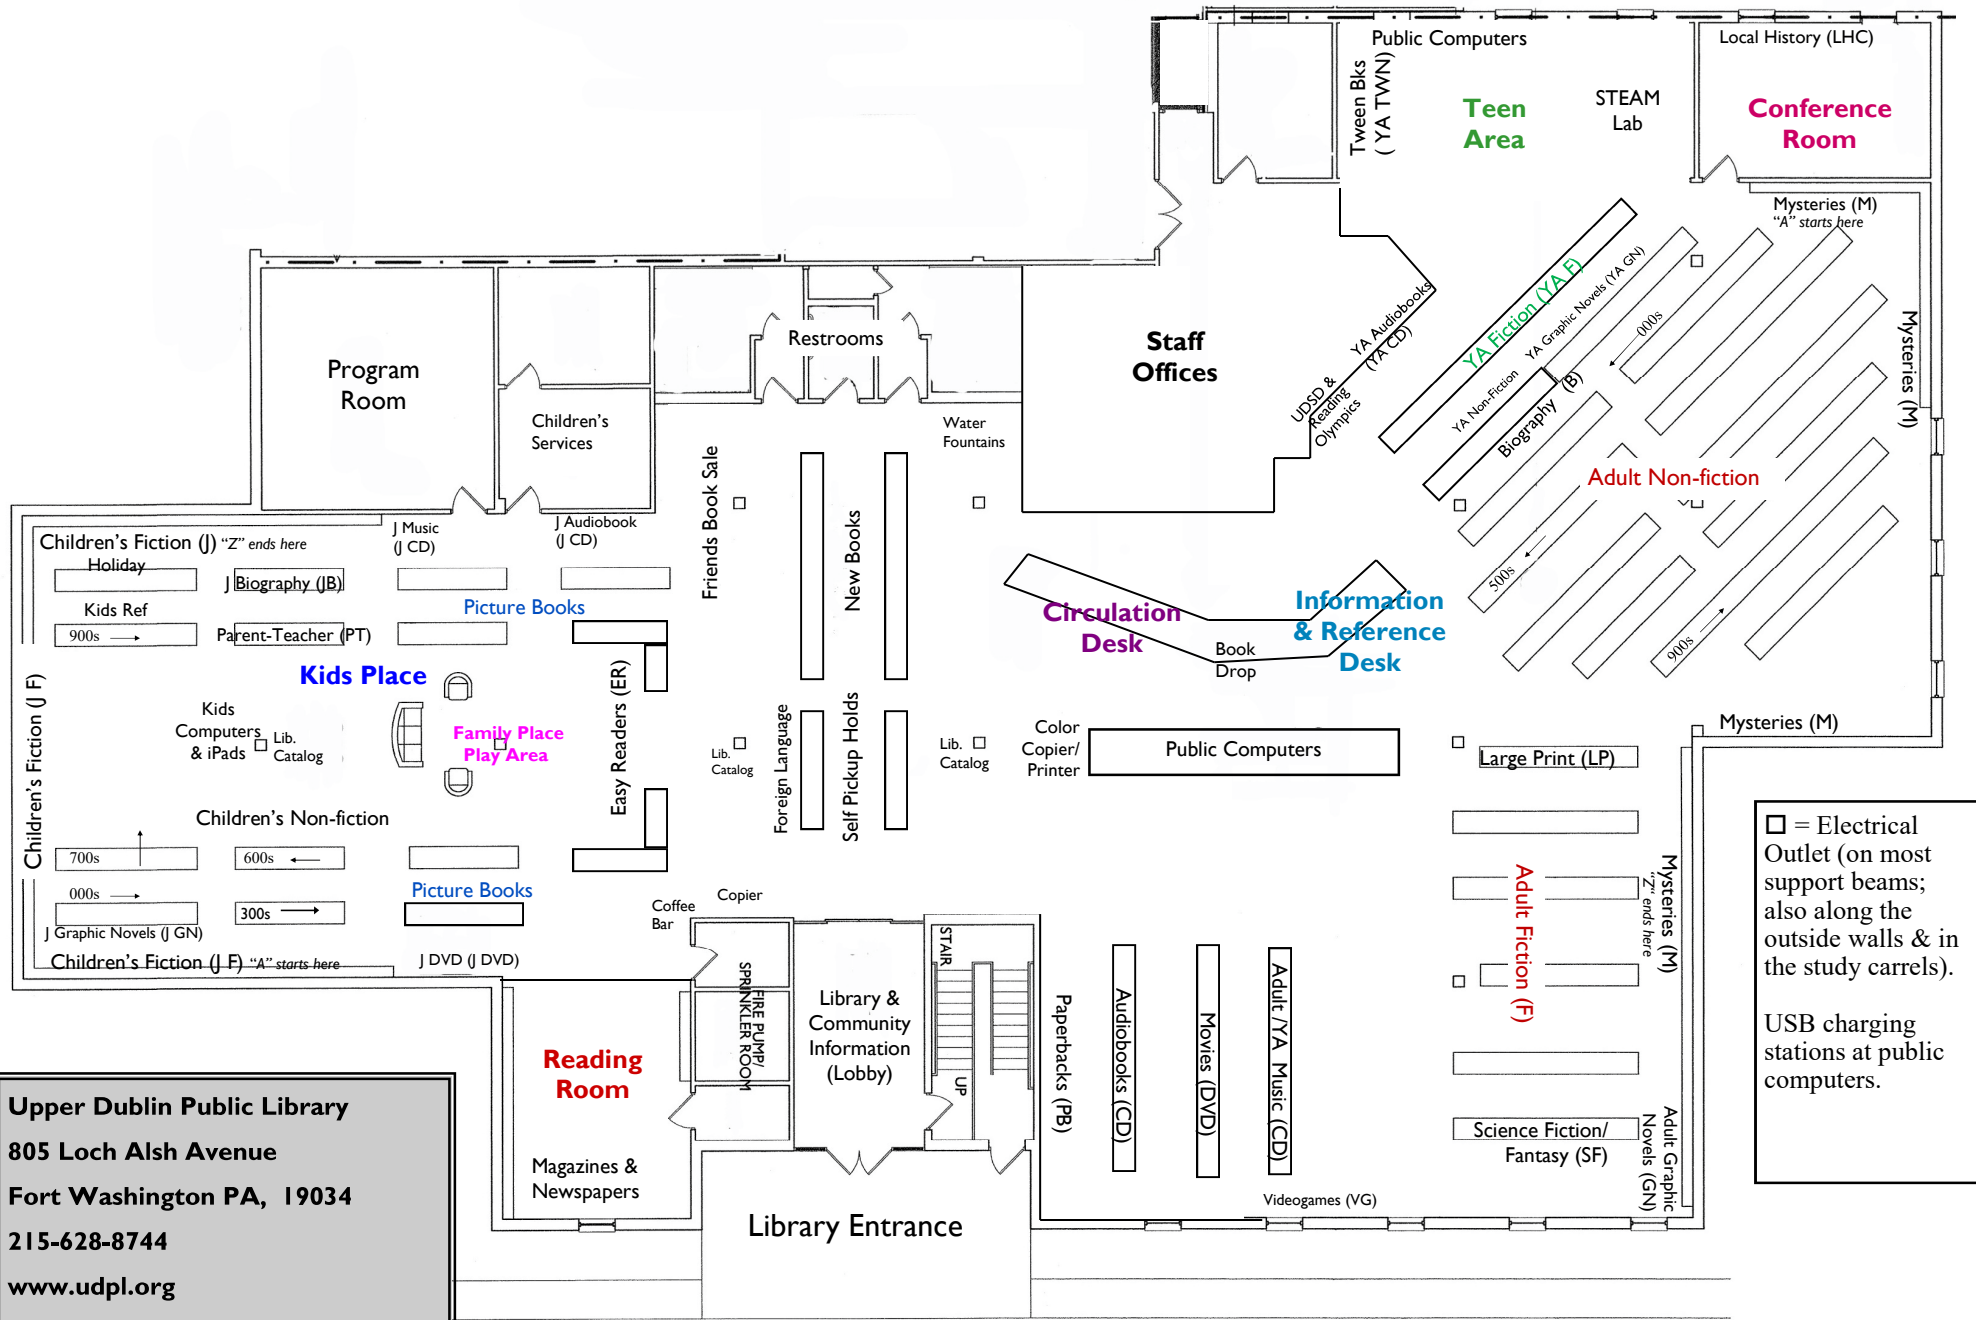 Public Computers
Local History (LHC)
Tween Bks
( YA TWN)
Teen
Area
STEAM
Lab
Conference
Room
Mysteries (M)
“A” starts here
Restrooms
Staff
Offices
YA Audiobooks
(YA CD)
UDSD &
Reading
Olympics
YA Fiction (YA F)
YA Graphic Novels (YA GN)
YA Non-Fiction
Biography (B)
000s
Mysteries (M)
Program
Room
Children's
Services
Water
Fountains
Adult Non-fiction
500s
900s
Friends Book Sale
New Books
Children's Fiction (J) “Z” ends here
Holiday
J Music
(J CD)
J Audiobook
(J CD)
J Biography (JB)
Picture Books
Kids Ref
900s
Parent-Teacher (PT)
Kids Place
Children's Fiction (J F)
Kids
Computers
& iPads
Lib.
Catalog
Family Place
Play Area
Easy Readers (ER)
Lib.
Catalog
Foreign Language
Self Pickup Holds
Lib.
Catalog
Circulation
Desk
Book
Drop
Information
& Reference
Desk
Color
Copier/
Printer
Public Computers
Mysteries (M)
Large Print (LP)
Children's Non-fiction
700s
600s
000s
300s
Picture Books
J Graphic Novels (J GN)
Children's Fiction (J F) “A” starts here
J DVD (J DVD)
Coffee
Bar
Copier
STAIR
UP
FIRE PUMP/
SPRINKLER ROOM
Library &
Community
Information
(Lobby)
Reading
Room
Magazines &
Newspapers
Library Entrance
Paperbacks (PB)
Audiobooks (CD)
Movies (DVD)
Adult /YA Music (CD)
Videogames (VG)
Adult Fiction (F)
Mysteries (M)
“Z” ends here
Science Fiction/
Fantasy (SF)
Adult Graphic
Novels (GN)
= Electrical
Outlet (on most
support beams;
also along the
outside walls & in
the study carrels).
USB charging
stations at public
computers.
Upper Dublin Public Library
805 Loch Alsh Avenue
Fort Washington PA, 19034
215-628-8744
www.udpl.org